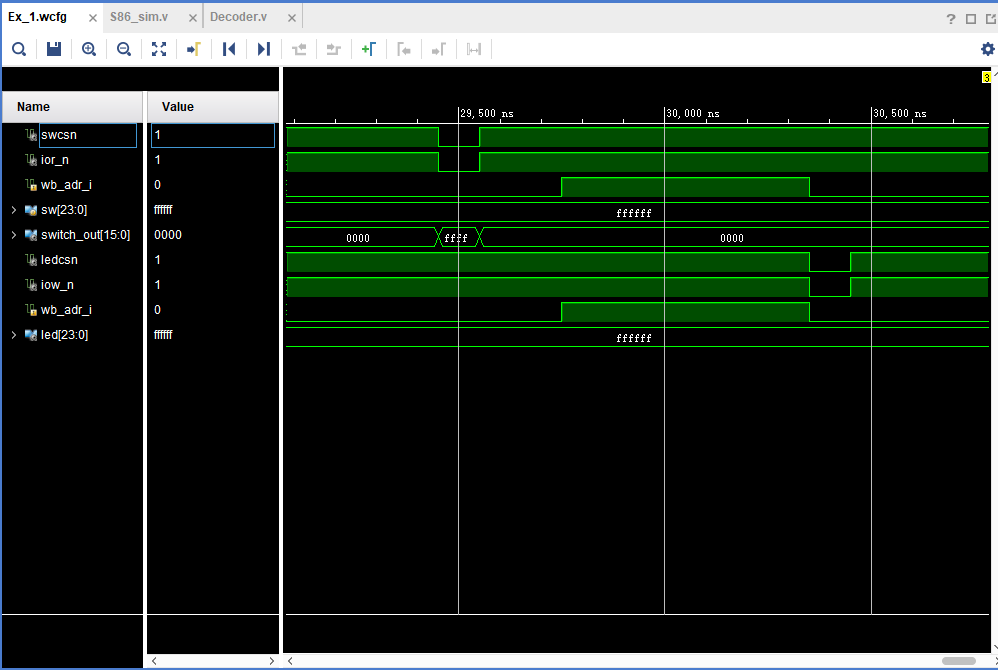 Ex_1.wcfg × S86_sim.v × Decoder.v ×
?
3
Name Value
29,500 ns 30,000 ns 30,500 ns
swcsn 1
ior_n 1
wb_adr_i 0
sw[23:0] ffffff ffffff
switch_out[15:0] 0000 0000 ffff 0000
ledcsn 1
iow_n 1
wb_adr_i 0
led[23:0] ffffff ffffff